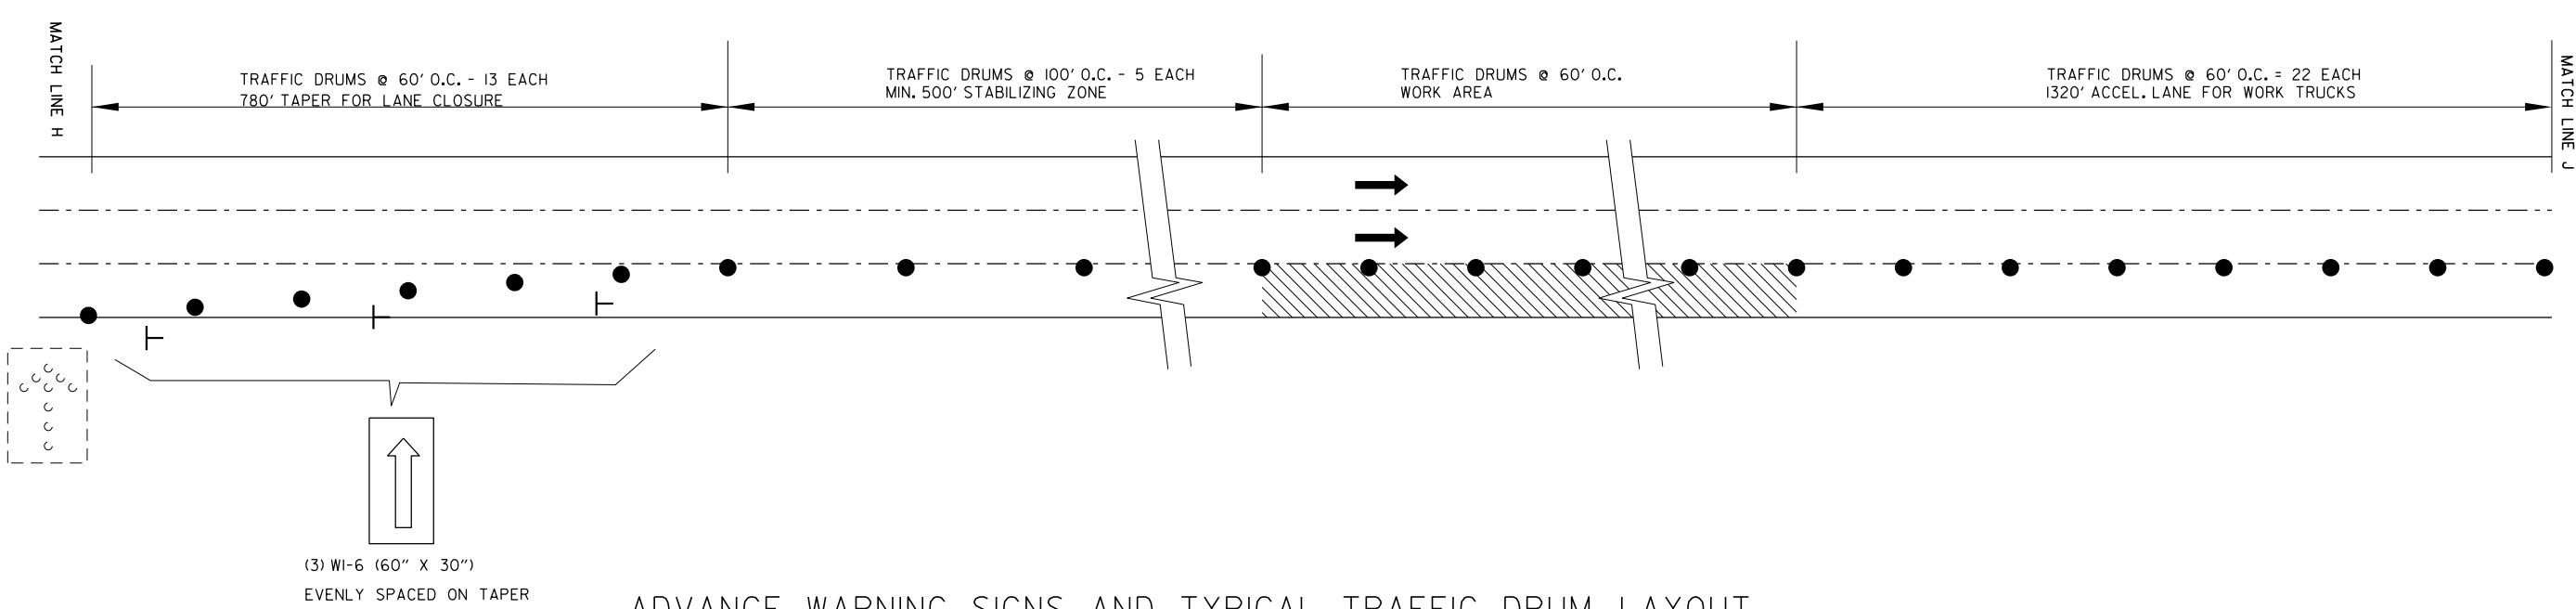 MATCH LINE H
TRAFFIC DRUMS @ 60' O.C. - 13 EACH
780' TAPER FOR LANE CLOSURE
TRAFFIC DRUMS @ 100' O.C. - 5 EACH
MIN. 500' STABILIZING ZONE
TRAFFIC DRUMS @ 60' O.C.
WORK AREA
TRAFFIC DRUMS @ 60' O.C. = 22 EACH
1320' ACCEL. LANE FOR WORK TRUCKS
MATCH LINE J
(3) W1-6 (60" X 30")
EVENLY SPACED ON TAPER
ADVANCE WARNING SIGNS AND TYPICAL TRAFFIC DRUM LAYOUT